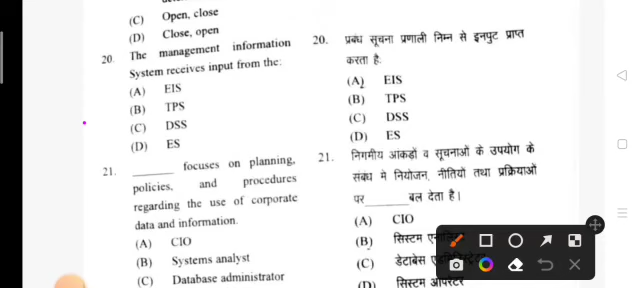 (C) Open, close
(D) Close, open
20. The management information
System receives input from the:
(A) EIS
(B) TPS
(C) DSS
(D) ES
21. ______ focuses on planning,
policies, and procedures
regarding the use of corporate
data and information.
(A) CIO
(B) Systems analyst
(C) Database administrator
20. प्रबंध सूचना प्रणाली निम्न से इनपुट प्राप्त
करता है:
(A) EIS
(B) TPS
(C) DSS
(D) ES
21. निगमीय आंकडों व सूचनाओं के उपयोग के
संबंध मे नियोजन, नीतियों तथा प्रक्रियाओं
पर______बल देता है।
(A) CIO
(B) सिस्टम
(C) डेटाबेस
(D) सिस्टम ऑपरेटर